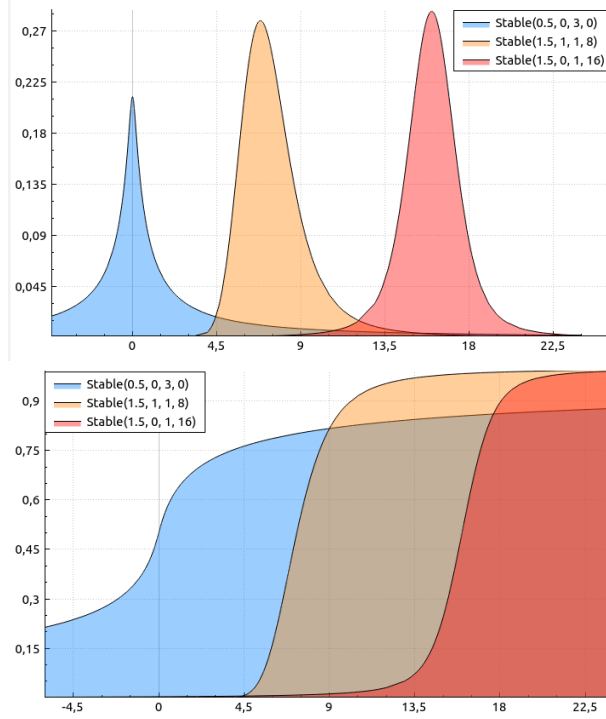 0,27
0,225
0,18
0,135
0,09
0,045
Stable(0.5, 0, 3, 0)
Stable(1.5, 1, 1, 8)
Stable(1.5, 0, 1, 16)
0 4,5 9 13,5 18 22,5
Stable(0.5, 0, 3, 0)
Stable(1.5, 1, 1, 8)
Stable(1.5, 0, 1, 16)
0,9
0,75
0,6
0,45
0,3
0,15
-4,5 0 4,5 9 13,5 18 22,5